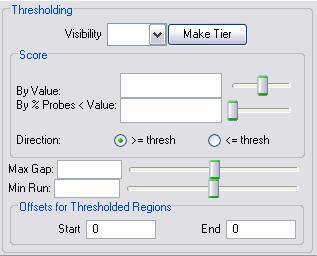 Thresholding
Visibility Make Tier
Score
By Value:
By % Probes < Value:
Direction: >= thresh <= thresh
Max Gap:
Min Run:
Offsets for Thresholded Regions
Start 0 End 0